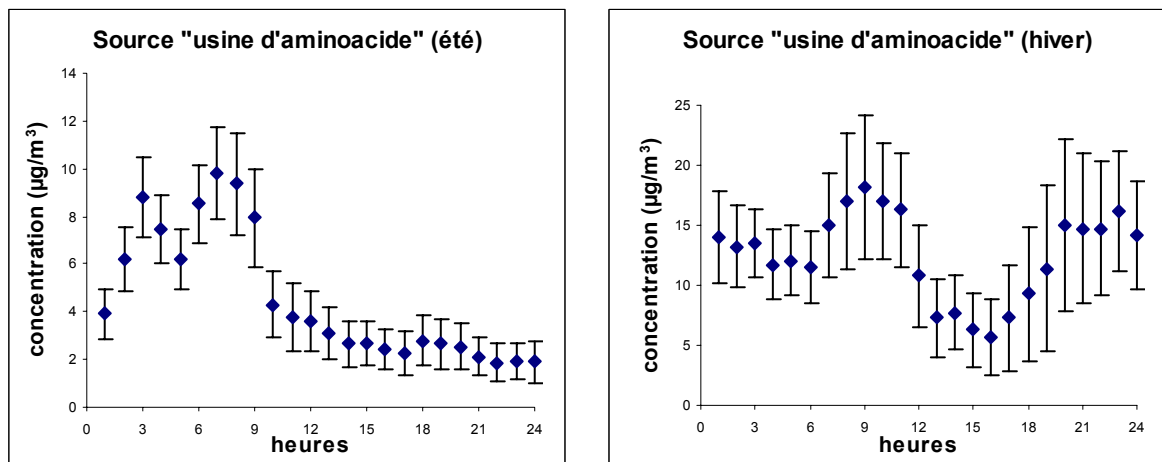 Source "usine d'aminoacide" (été)
concentration (µg/m³)
14
12
10
8
6
4
2
0
0 3 6 9 12 15 18 21 24
heures
Source "usine d'aminoacide" (hiver)
concentration (µg/m³)
25
20
15
10
5
0
0 3 6 9 12 15 18 21 24
heures